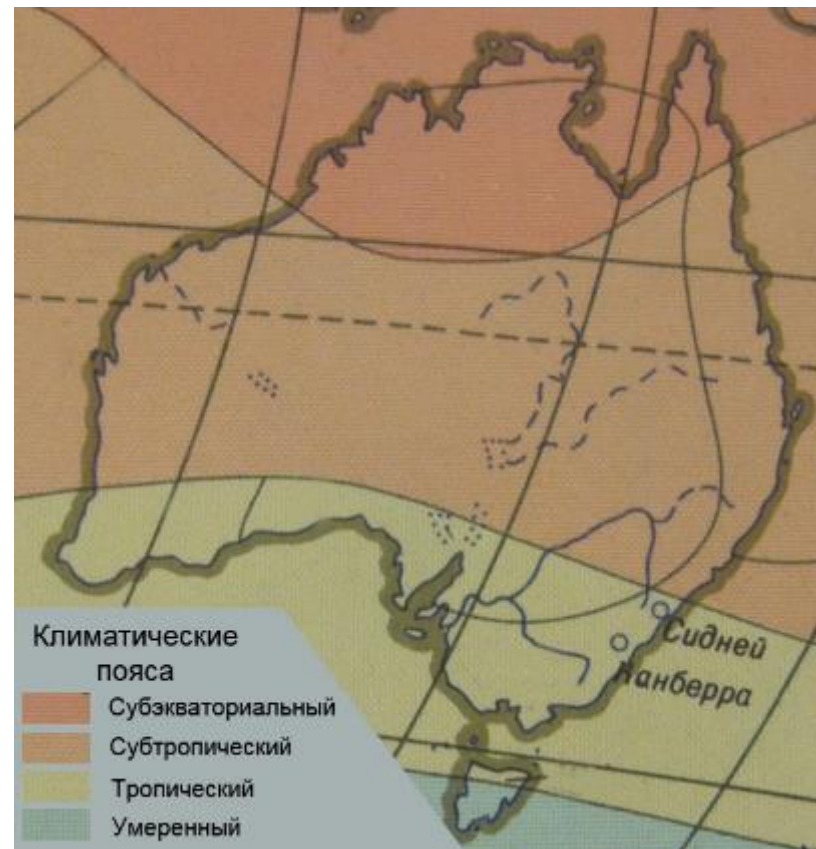 Сидней
Канберра
Климатические
пояса
Субэкваториальный
Субтропический
Тропический
Умеренный